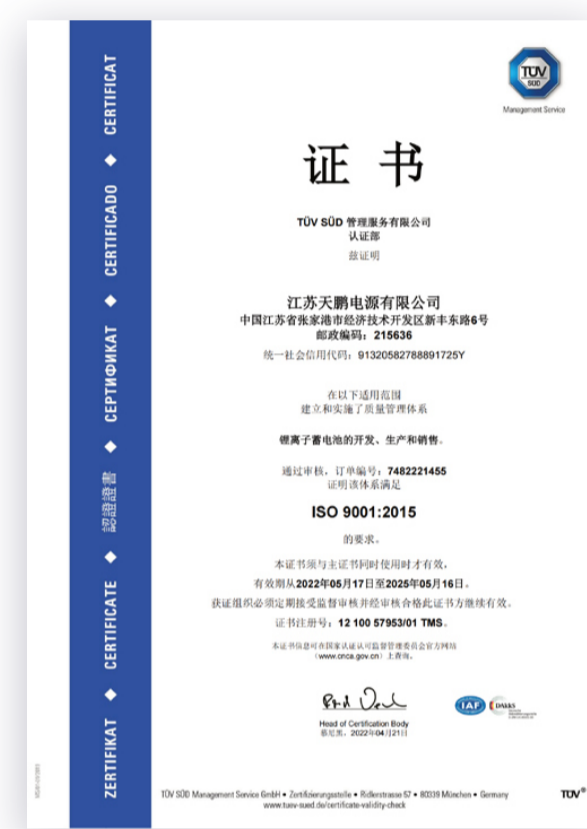 ZERTIFIKAT ◆ CERTIFICATE ◆ 認證證書 ◆ СЕРТИФИКАТ ◆ CERTIFICADO ◆ CERTIFICAT
TÜV
SÜD
Management Service
证 书
TÜV SÜD 管理服务有限公司
认证部
兹证明
江苏天鹏电源有限公司
中国江苏省张家港市经济技术开发区新丰东路6号
邮政编码：215636
统一社会信用代码：91320582788891725Y
在以下适用范围
建立和实施了质量管理体系
锂离子蓄电池的开发、生产和销售。
通过审核，订单编号：7482221455
证明该体系满足
ISO 9001:2015
的要求。
本证书须与主证书同时使用时才有效，
有效期从2022年05月17日至2025年05月16日。
获证组织必须定期接受监督审核并经审核合格此证书方继续有效。
证书注册号：12 100 57953/01 TMS。
本证书信息可在国家认证认可监督管理委员会官方网站
（www.cnca.gov.cn）上查询。
Head of Certification Body
慕尼黑，2022年04月21日
IAF
DAkkS
TÜV SÜD Management Service GmbH • Zertifizierungsstelle • Ridlerstrasse 57 • 80339 München • Germany
www.tuev-sued.de/certificate-validity-check
TÜV®